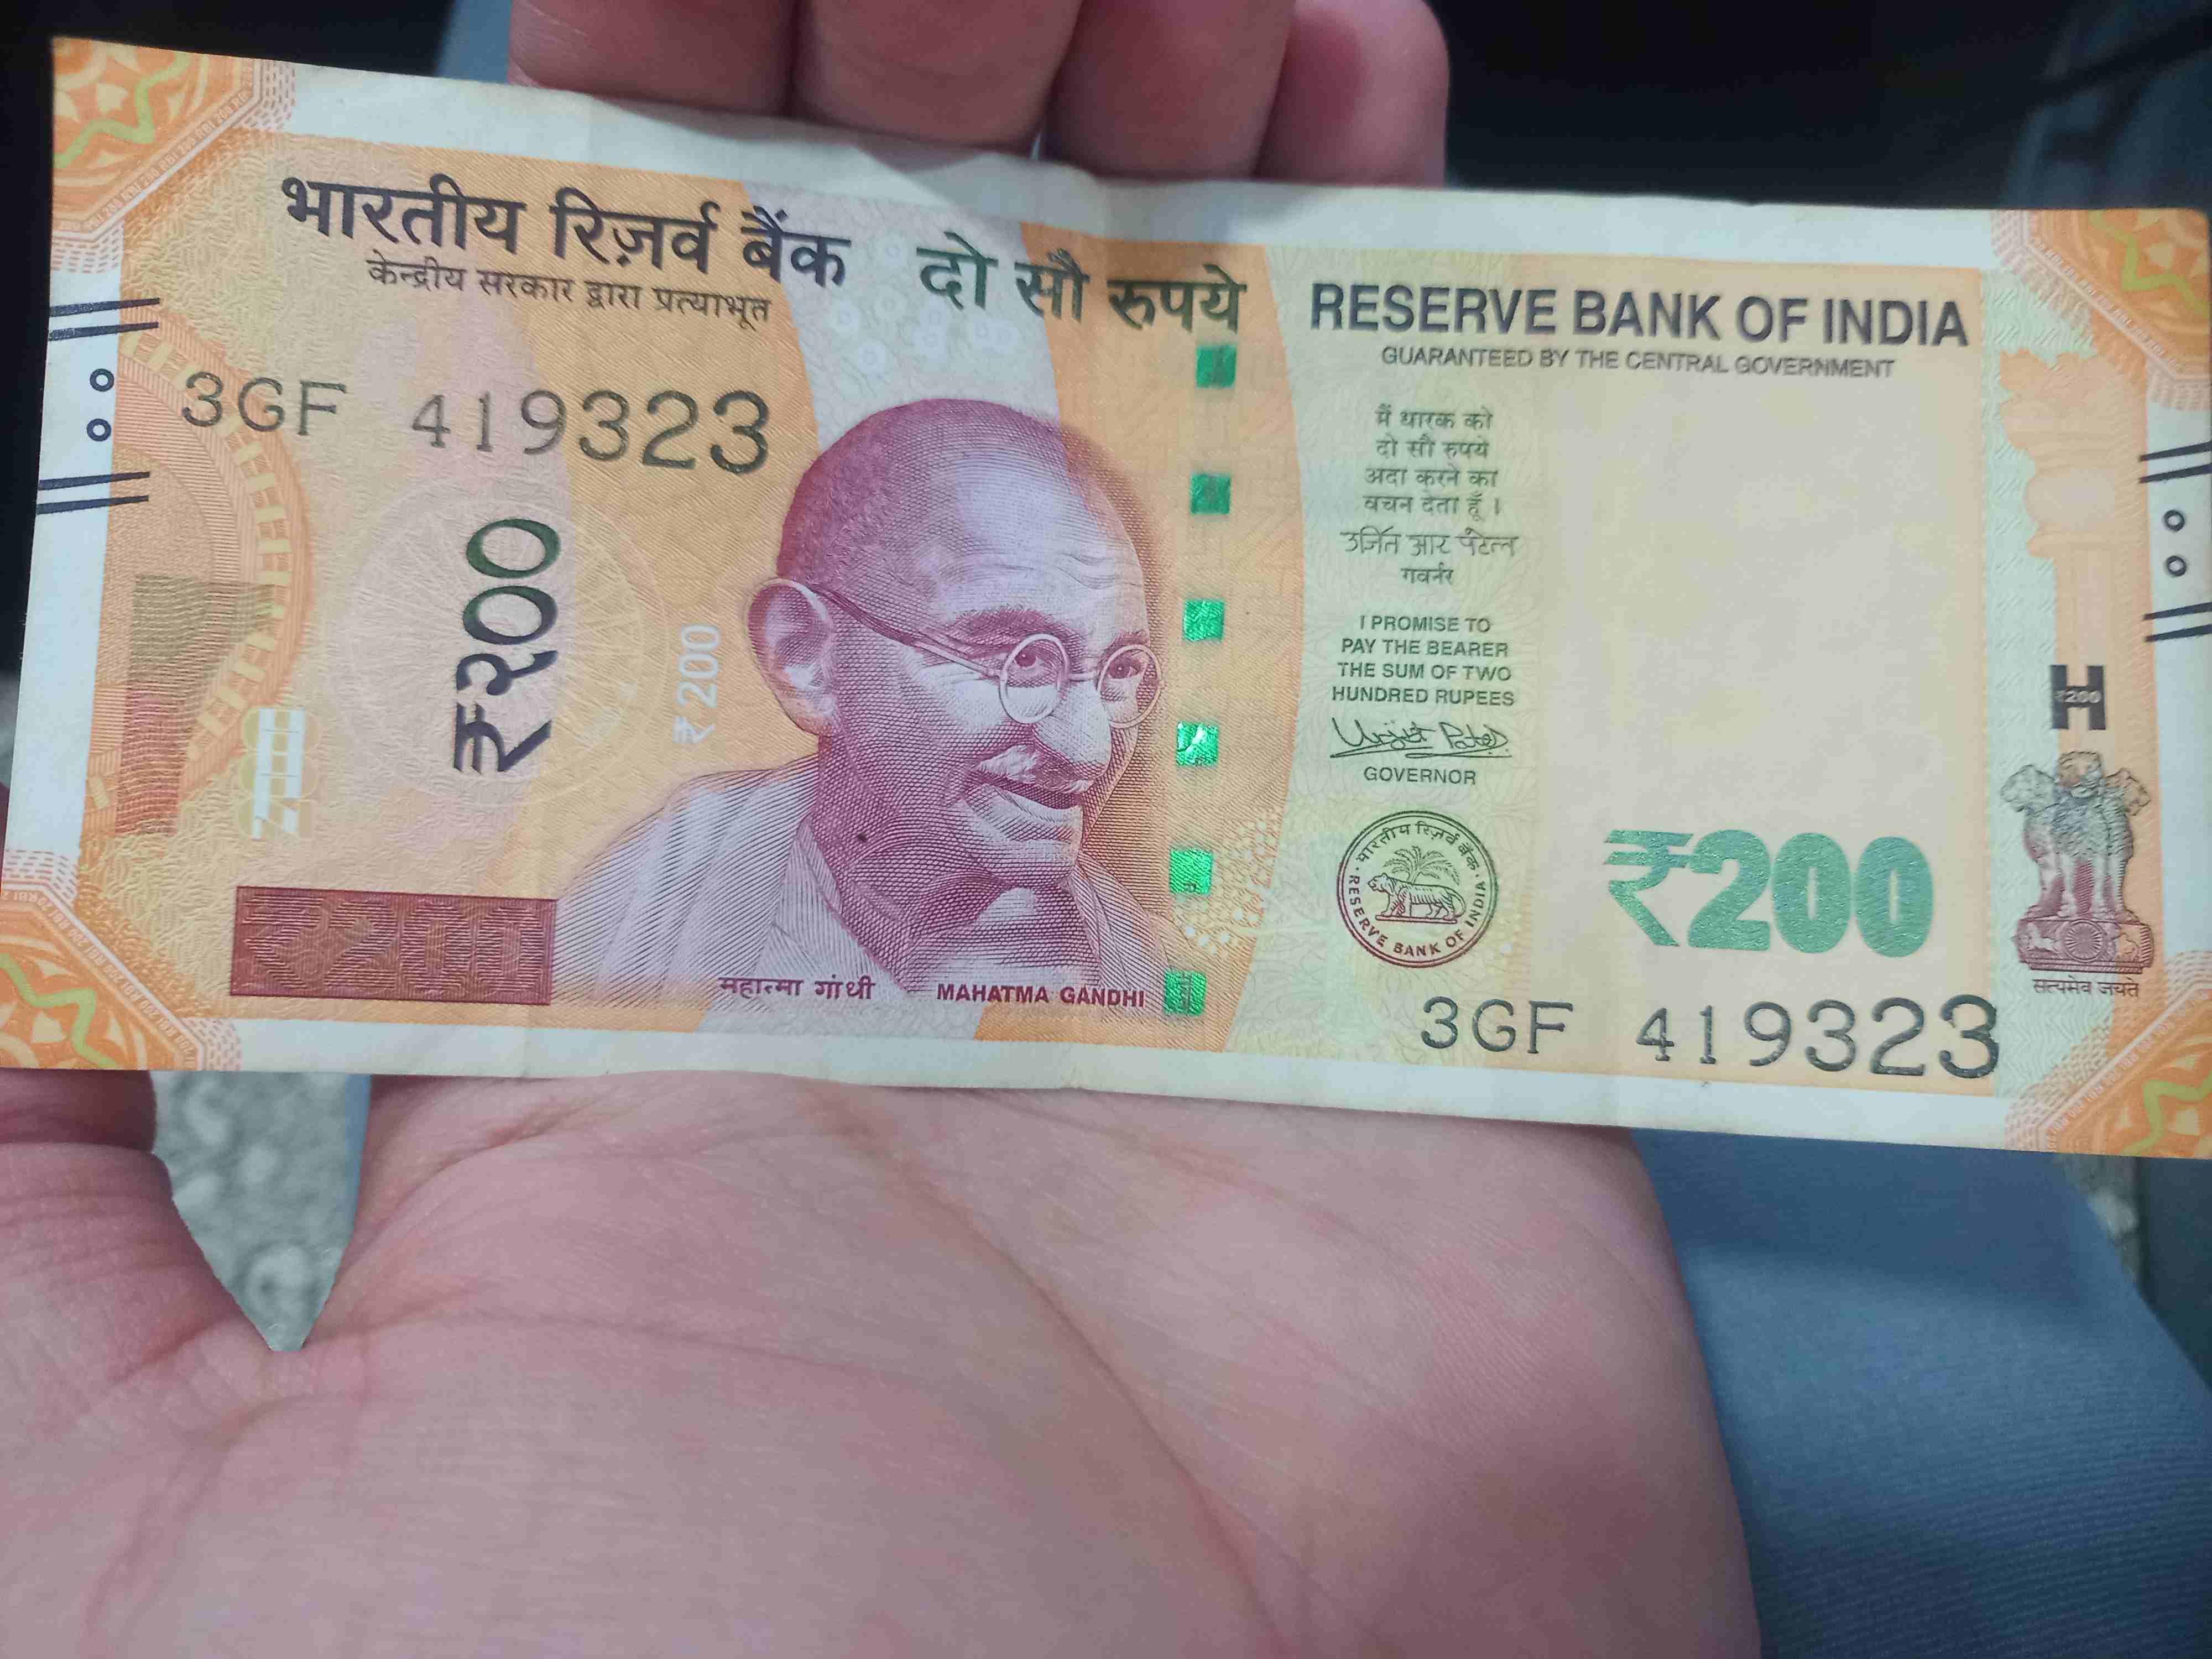 भारतीय रिज़र्व बैंक
केन्द्रीय सरकार द्वारा प्रत्याभूत
दो सौ रुपये
3GF 419323
₹२००
₹200
₹200
महात्मा गांधी MAHATMA GANDHI
RESERVE BANK OF INDIA
GUARANTEED BY THE CENTRAL GOVERNMENT
मैं धारक को
दो सौ रुपये
अदा करने का
वचन देता हूँ ।
उर्जित आर पटेल
गवर्नर
I PROMISE TO
PAY THE BEARER
THE SUM OF TWO
HUNDRED RUPEES
Urjit Patel
GOVERNOR
भारतीय रिज़र्व बैंक
RESERVE BANK OF INDIA
₹200
3GF 419323
₹200
सत्यमेव जयते